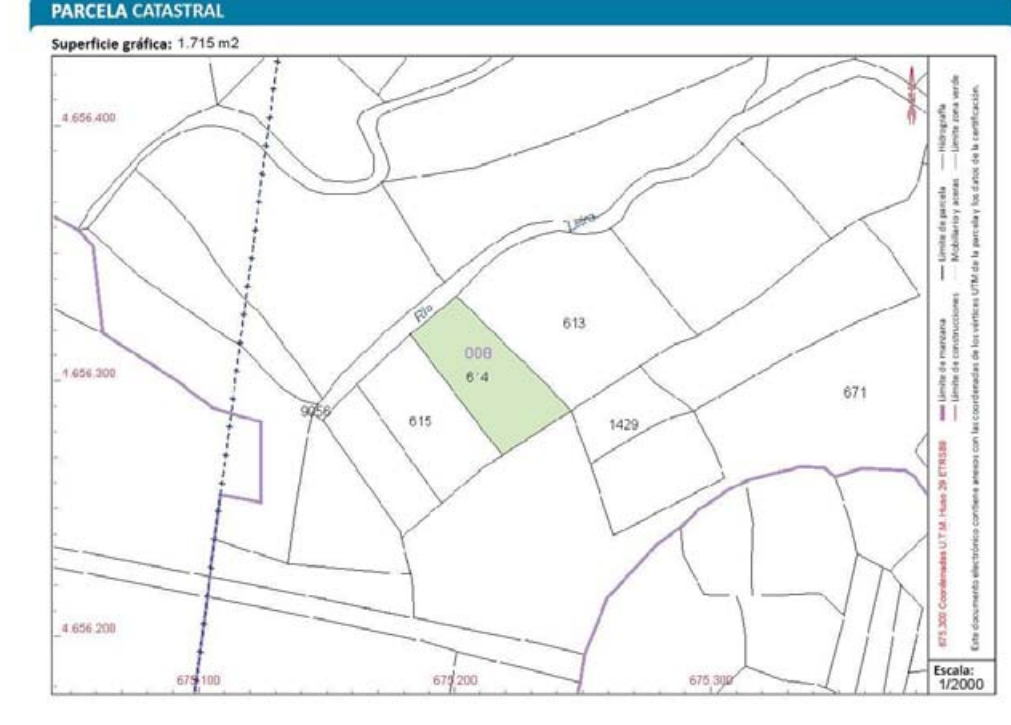 PARCELA CATASTRAL
Superficie gráfica: 1.715 m2
4.656.400
Río
Leira
613
008
614
4.656.300
671
9056
615
1429
4.656.200
675.100
675.200
675.300
675.300 Coordenadas U.T.M. Huso 29 ETRS89
Límite de manzana
Límite de parcela
Hidrografía
Límite de construcciones
Mobiliario y aceras
Límite zona verde
Este documento electrónico contiene anexos con las coordenadas de los vértices UTM de la parcela y los datos de la certificación.
Escala:
1/2000